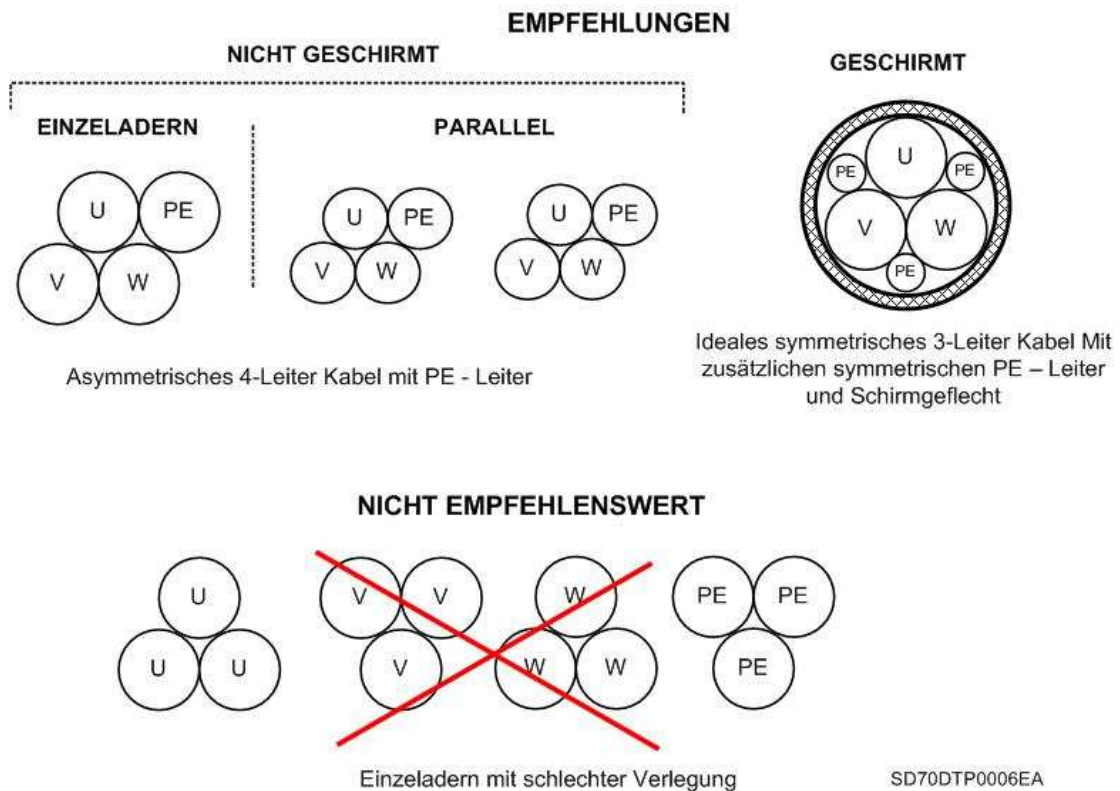 EMPFEHLUNGEN
NICHT GESCHIRMT
GESCHIRMT
EINZELADERN
PARALLEL
U PE
V W
U PE
V W
U PE
V W
U
PE PE
V W
PE
Asymmetrisches 4-Leiter Kabel mit PE - Leiter
Ideales symmetrisches 3-Leiter Kabel Mit
zusätzlichen symmetrischen PE – Leiter
und Schirmgeflecht
NICHT EMPFEHLENSWERT
U
U U
V V
V
W
W W
PE PE
PE
Einzeladern mit schlechter Verlegung
SD70DTP0006EA